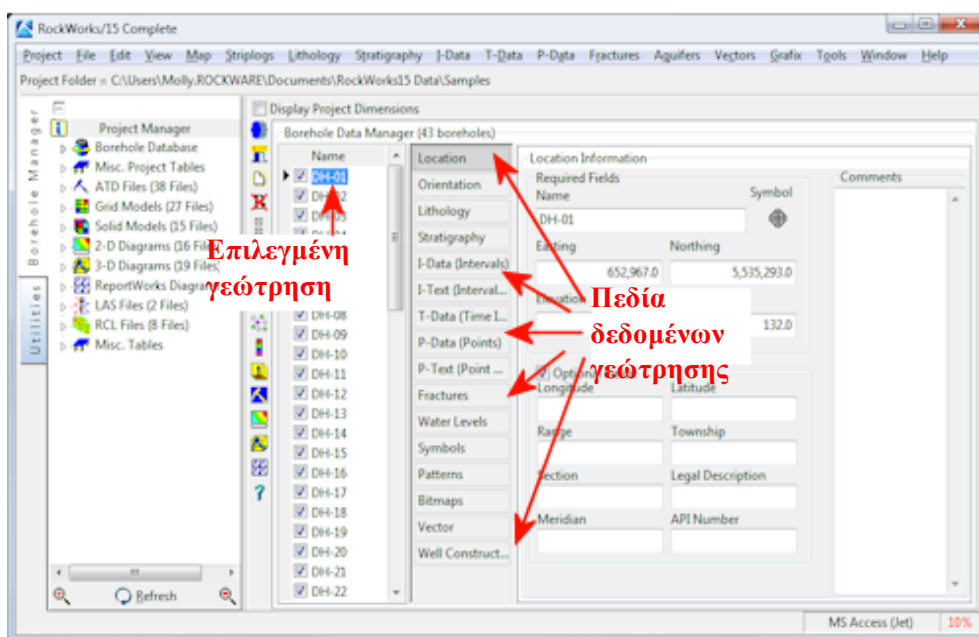 RockWorks/15 Complete
Project File Edit View Map Striplogs Lithology Stratigraphy I-Data T-Data P-Data Fractures Aquifers Vectors Grafix Tools Window Help
Project Folder = C:\Users\Molly.ROCKWARE\Documents\RockWorks15 Data\Samples
Borehole Manager
Utilities
Project Manager
Borehole Database
Misc. Project Tables
ATD Files (38 Files)
Grid Models (27 Files)
Solid Models (15 Files)
2-D Diagrams (16 File
3-D Diagrams (19 Files
ReportWorks Diagram
LAS Files (2 Files)
RCL Files (8 Files)
Misc. Tables
Refresh
Display Project Dimensions
Borehole Data Manager (43 boreholes)
Name
DH-01
DH-08
DH-09
DH-10
DH-11
DH-12
DH-13
DH-14
DH-15
DH-16
DH-17
DH-18
DH-19
DH-20
DH-21
DH-22
Επιλεγμένη
γεώτρηση
Location
Orientation
Lithology
Stratigraphy
I-Data (Intervals)
I-Text (Interval...
T-Data (Time I...
P-Data (Points)
P-Text (Point ...
Fractures
Water Levels
Symbols
Patterns
Bitmaps
Vector
Well Construct...
Location Information
Required Fields
Name
Symbol
DH-01
Easting
Northing
652,967.0
5,535,293.0
Elevation
132.0
Πεδία
δεδομένων
γεώτρησης
Longitude
Latitude
Range
Township
Section
Legal Description
Meridian
API Number
Comments
MS Access (Jet)
10%